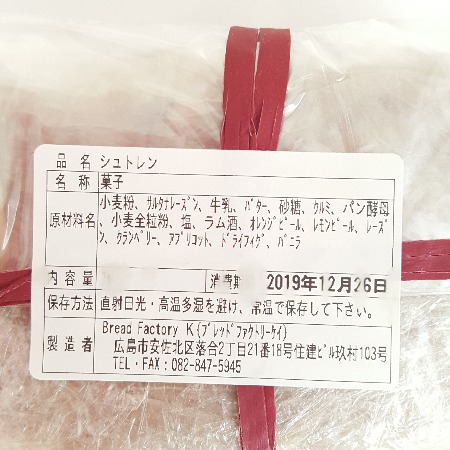 品名 シュトレン
名称 菓子
原材料名 小麦粉、サルタナレーズン、牛乳、バター、砂糖、クルミ、パン酵母
、小麦全粒粉、塩、ラム酒、オレンジピール、レモンピール、レーズ
ン、クランベリー、アプリコット、ドライフィグ、バニラ
内容量 消費期 2019年12月26日
保存方法 直射日光・高温多湿を避け、常温で保存して下さい。
製造者 Bread Factory K(ブレッドファクトリーケイ)
広島市安佐北区落合2丁目21番18号住建ビル玖村103号
TEL・FAX:082-847-5945